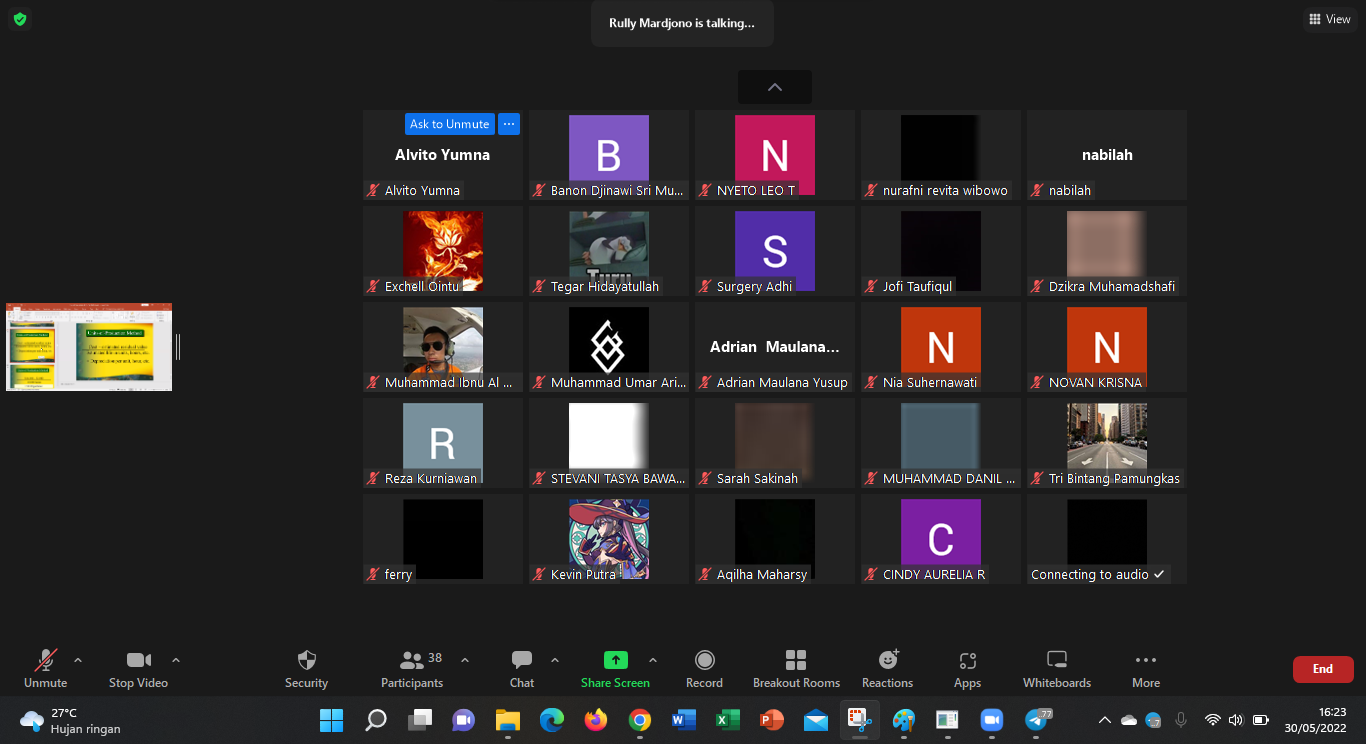 Rully Mardjono is talking...
View
Ask to Unmute ...
Alvito Yumna
Alvito Yumna
B
Banon Djinawi Sri Mu...
N
NYETO LEO T
nurafni revita wibowo
nabilah
nabilah
Exchell Ointu
Turu
Tegar Hidayatullah
S
Surgery Adhi
Jofi Taufiqul
Dzikra Muhamadshafi
Muhammad Ibnu Al ...
Muhammad Umar Ari...
Adrian Maulana...
Adrian Maulana Yusup
N
Nia Suhernawati
N
NOVAN KRISNA
R
Reza Kurniawan
STEVANI TASYA BAWA...
Sarah Sakinah
MUHAMMAD DANIL ...
Tri Bintang Pamungkas
ferry
Kevin Putra
Aqilha Maharsy
C
CINDY AURELIA R
Connecting to audio
Unmute
Stop Video
Security
38
Participants
Chat
Share Screen
Record
Breakout Rooms
Reactions
Apps
Whiteboards
More
End
27°C
Hujan ringan
77
16:23
30/05/2022